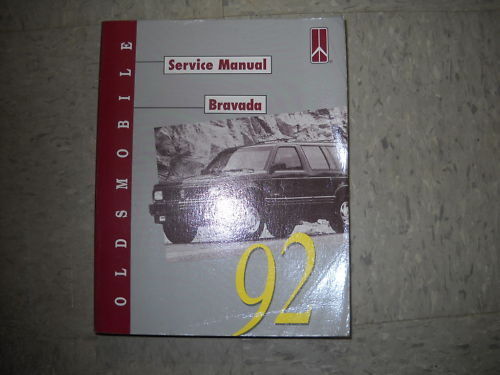 OLDSMOBILE
Service Manual
Bravada
92